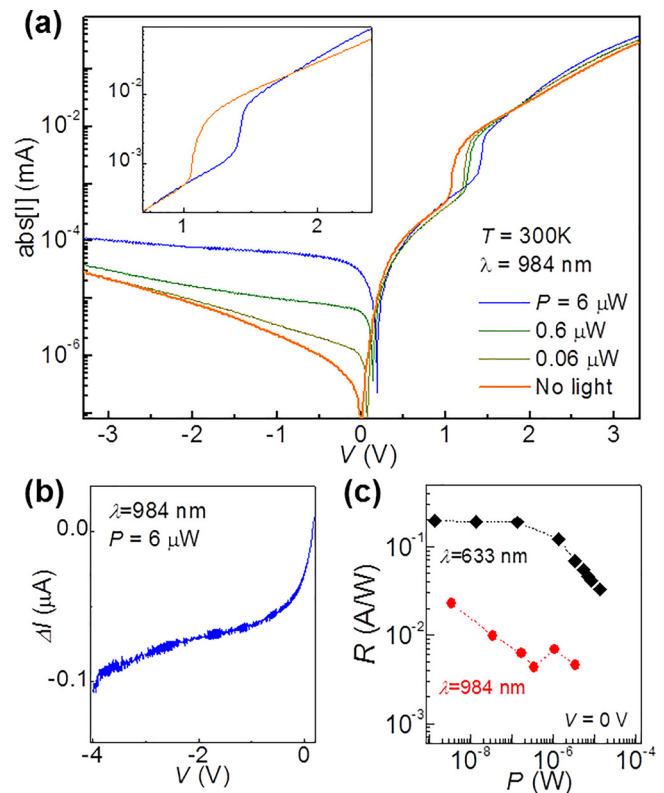 (a)
abs[I] (mA)
10⁻²
10⁻⁴
10⁻⁶
10⁻²
10⁻³
1
2
T = 300K
λ = 984 nm
P = 6 μW
0.6 μW
0.06 μW
No light
-3
-2
-1
0
1
2
3
V (V)
(b)
λ=984 nm
P = 6 μW
ΔI (μA)
0.0
-0.1
-4
-2
0
V (V)
(c)
R (A/W)
10⁻¹
10⁻²
10⁻³
λ=633 nm
λ=984 nm
V = 0 V
10⁻⁸
10⁻⁶
10⁻⁴
P (W)